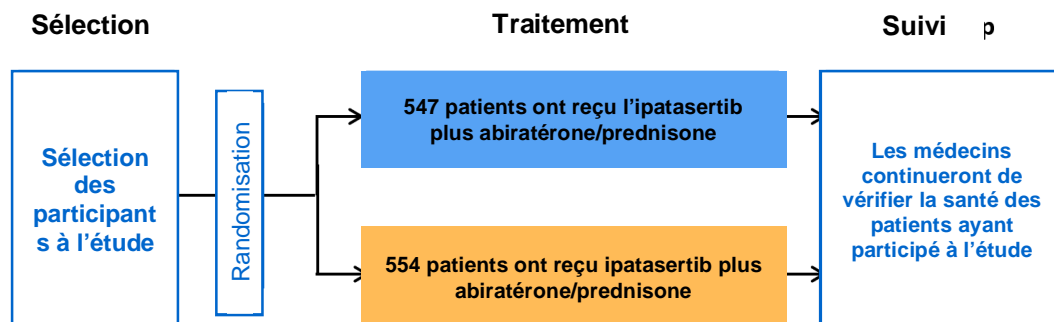 Sélection
Traitement
Suivi p
Sélection
des
participant
s à l'étude
Randomisation
547 patients ont reçu l'ipatasertib
plus abiratérone/prednisone
554 patients ont reçu ipatasertib plus
abiratérone/prednisone
Les médecins
continueront de
vérifier la santé des
patients ayant
participé à l'étude